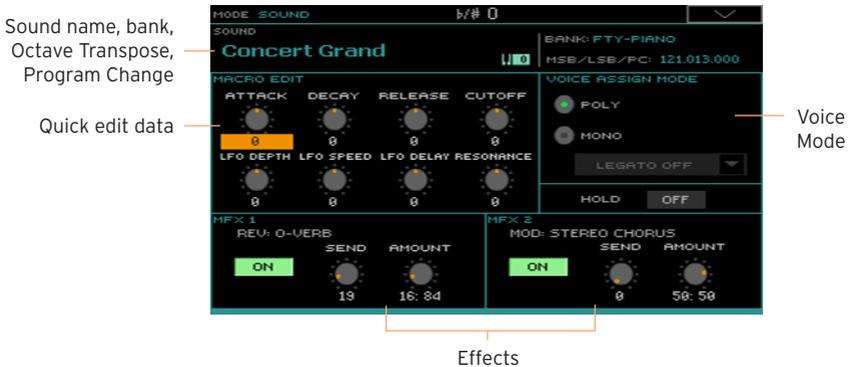 MODE SOUND ♭/# 0
Sound name, bank,
Octave Transpose,
Program Change
SOUND
Concert Grand
0
BANK: FTY-PIANO
MSB/LSB/PC: 121.013.000
Quick edit data
MACRO EDIT
ATTACK DECAY RELEASE CUTOFF
0 0 0 0
LFO DEPTH LFO SPEED LFO DELAY RESONANCE
0 0 0 0
VOICE ASSIGN MODE
POLY
MONO
LEGATO OFF
HOLD OFF
Voice
Mode
MFX 1
REV: O-VERB
SEND AMOUNT
ON
19 16: 84
MFX 2
MOD: STEREO CHORUS
SEND AMOUNT
ON
0 50: 50
Effects